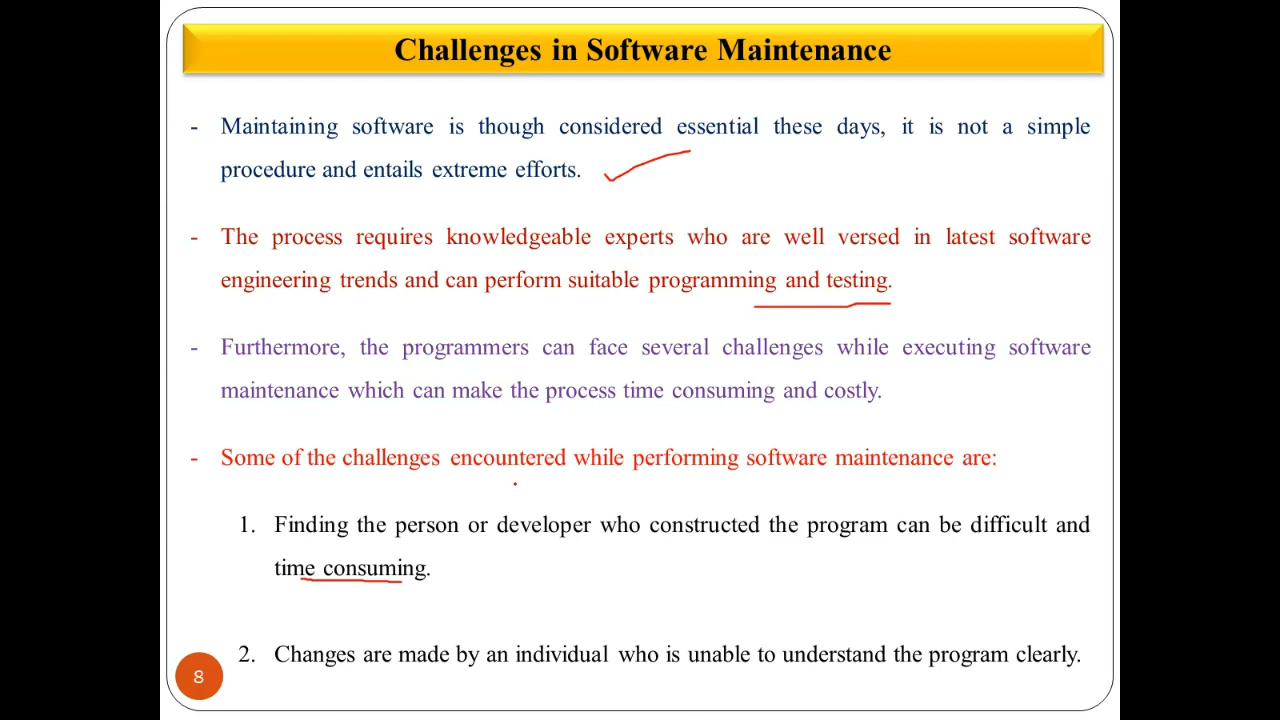 Challenges in Software Maintenance
- Maintaining software is though considered essential these days, it is not a simple
procedure and entails extreme efforts.
- The process requires knowledgeable experts who are well versed in latest software
engineering trends and can perform suitable programming and testing.
- Furthermore, the programmers can face several challenges while executing software
maintenance which can make the process time consuming and costly.
- Some of the challenges encountered while performing software maintenance are:
1. Finding the person or developer who constructed the program can be difficult and
time consuming.
2. Changes are made by an individual who is unable to understand the program clearly.
8